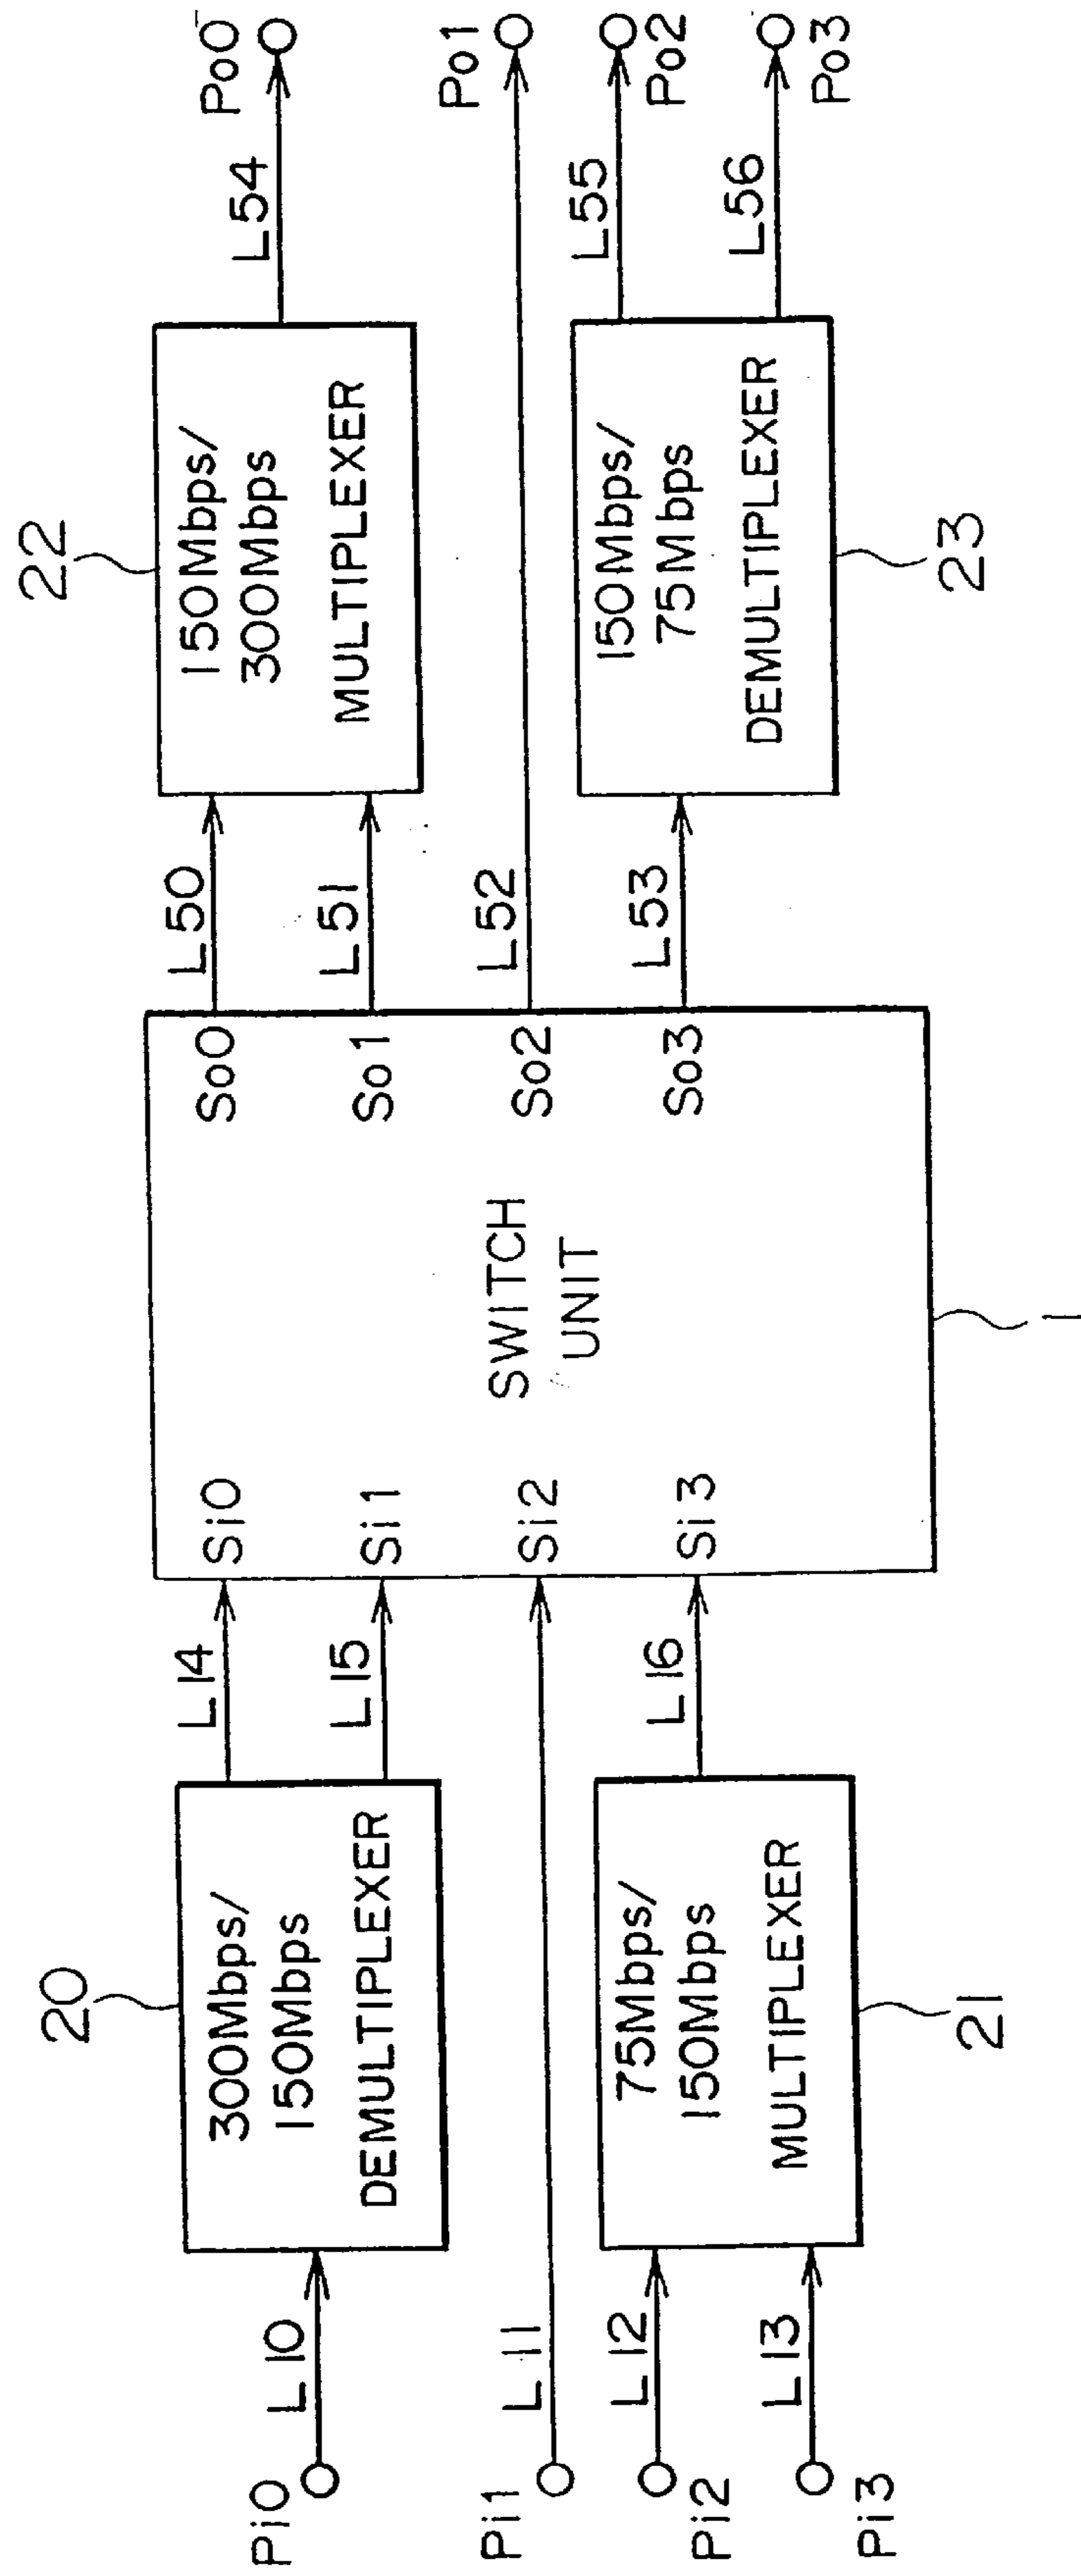 20
22
Pi0
L10
300Mbps/
150Mbps
DEMULTIPLEXER
L14
L15
Si0
Si1
Si2
Si3
SWITCH
UNIT
So0
So1
So2
So3
L50
L51
L52
L53
150Mbps/
300Mbps
MULTIPLEXER
L54
Po0
Po1
Pi1
L11
Pi2
L12
Pi3
L13
75Mbps/
150Mbps
MULTIPLEXER
L16
150Mbps/
75Mbps
DEMULTIPLEXER
L55
Po2
L56
Po3
21
1
23